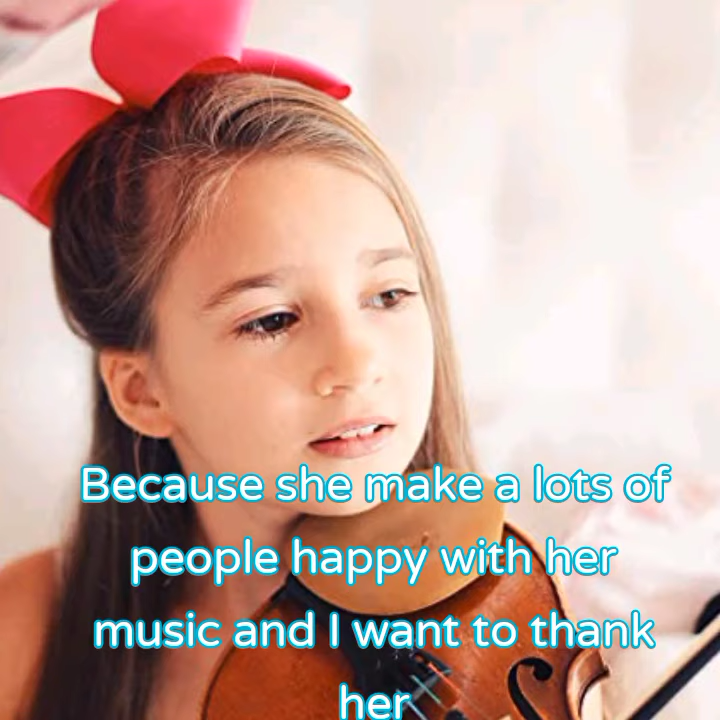 Because she make a lots of
people happy with her
music and I want to thank
her